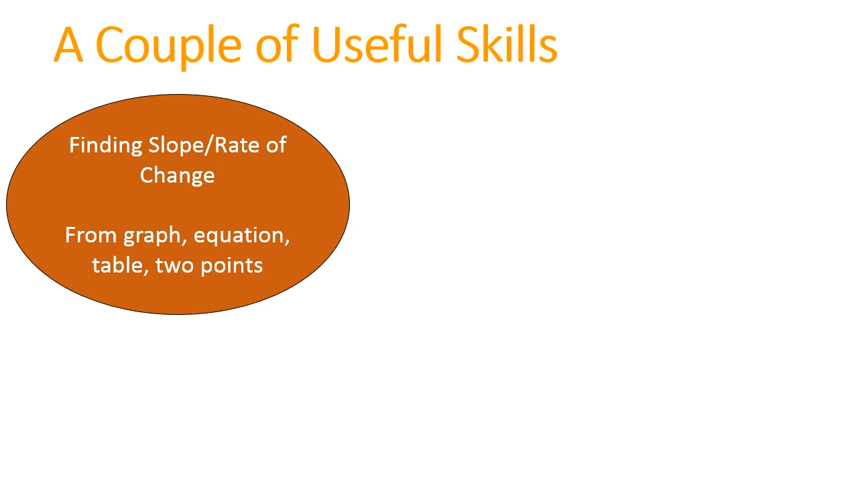 A Couple of Useful Skills
Finding Slope/Rate of
Change
From graph, equation,
table, two points